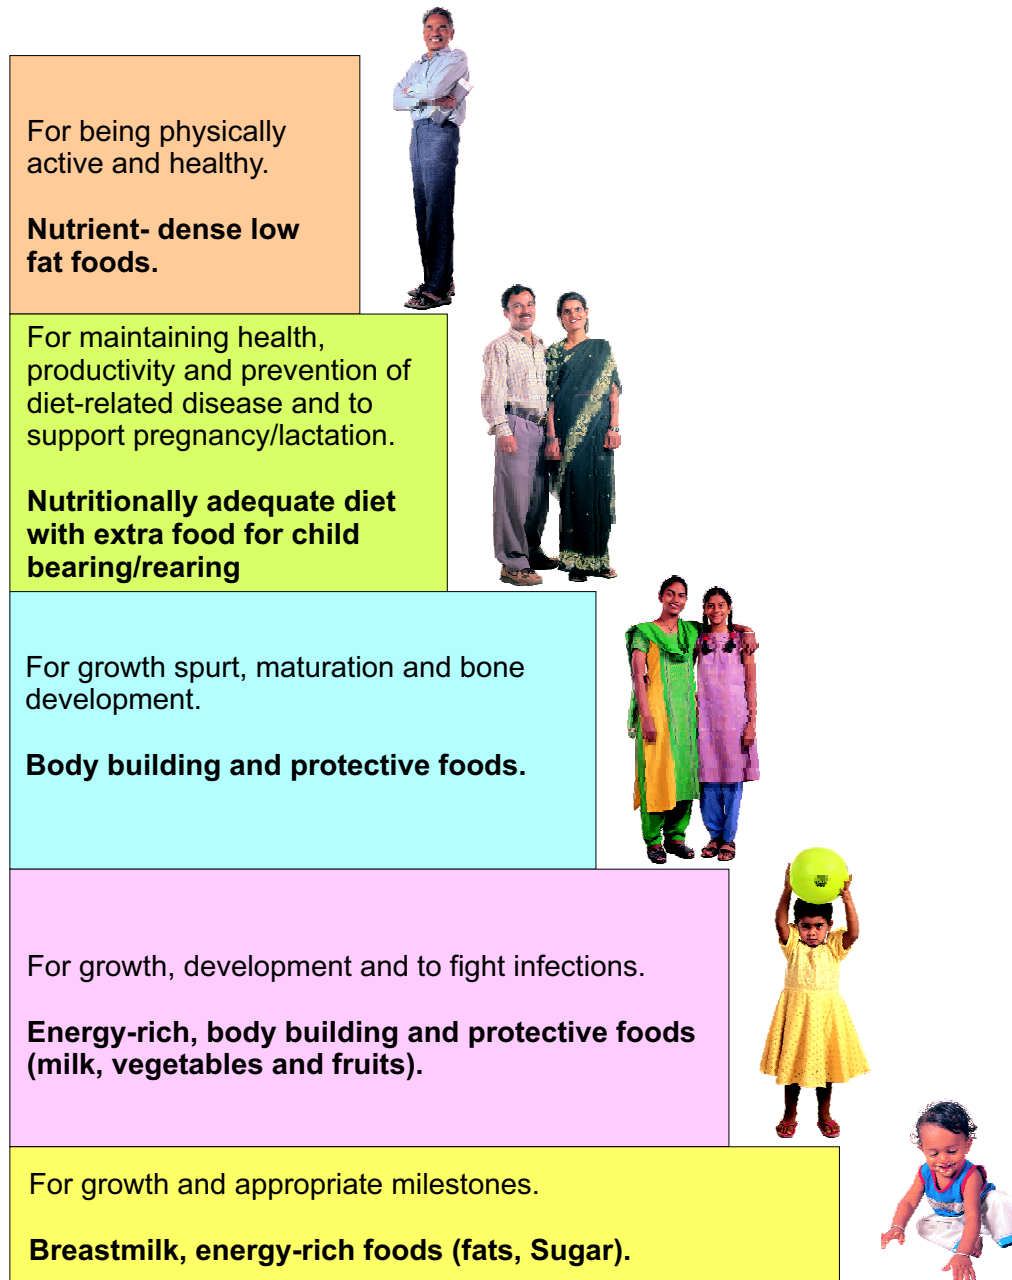 For being physically
active and healthy.
Nutrient- dense low
fat foods.
For maintaining health,
productivity and prevention of
diet-related disease and to
support pregnancy/lactation.
Nutritionally adequate diet
with extra food for child
bearing/rearing
For growth spurt, maturation and bone
development.
Body building and protective foods.
For growth, development and to fight infections.
Energy-rich, body building and protective foods
(milk, vegetables and fruits).
For growth and appropriate milestones.
Breastmilk, energy-rich foods (fats, Sugar).